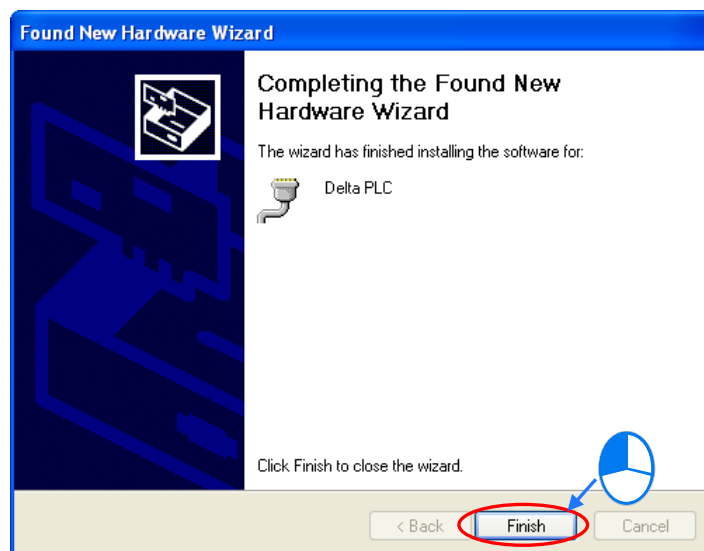 Found New Hardware Wizard
Completing the Found New
Hardware Wizard
The wizard has finished installing the software for:
Delta PLC
Click Finish to close the wizard.
< Back
Finish
Cancel